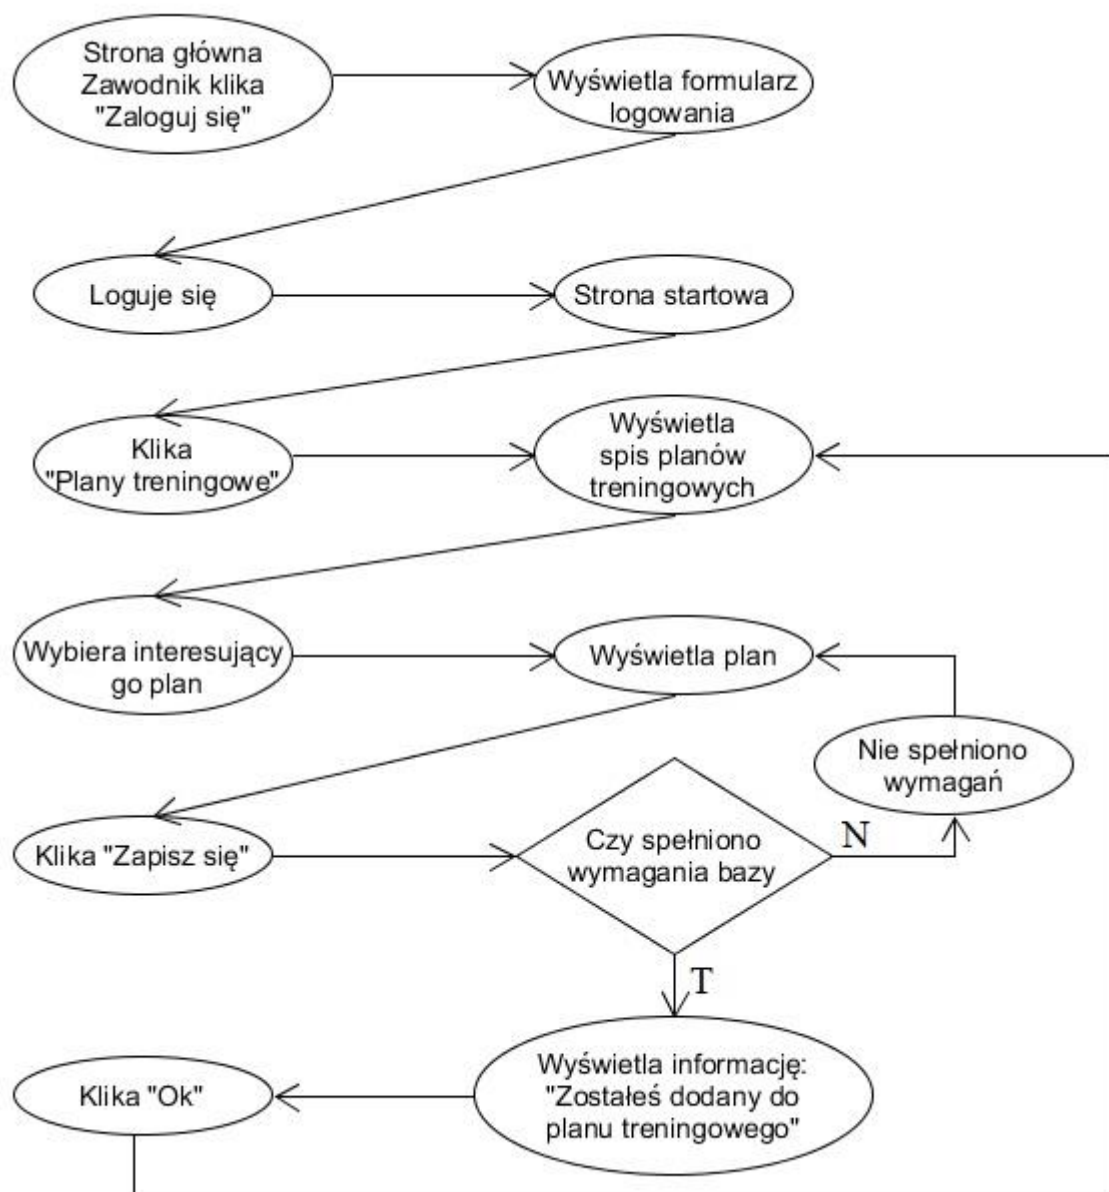 Strona główna
Zawodnik klika
"Zaloguj się"
Wyświetla formularz
logowania
Loguje się
Strona startowa
Klika
"Plany treningowe"
Wyświetla
spis planów
treningowych
Wybiera interesujący
go plan
Wyświetla plan
Nie spełniono
wymagań
Klika "Zapisz się"
Czy spełniono
wymagania bazy
N
T
Wyświetla informację:
"Zostałeś dodany do
planu treningowego"
Klika "Ok"